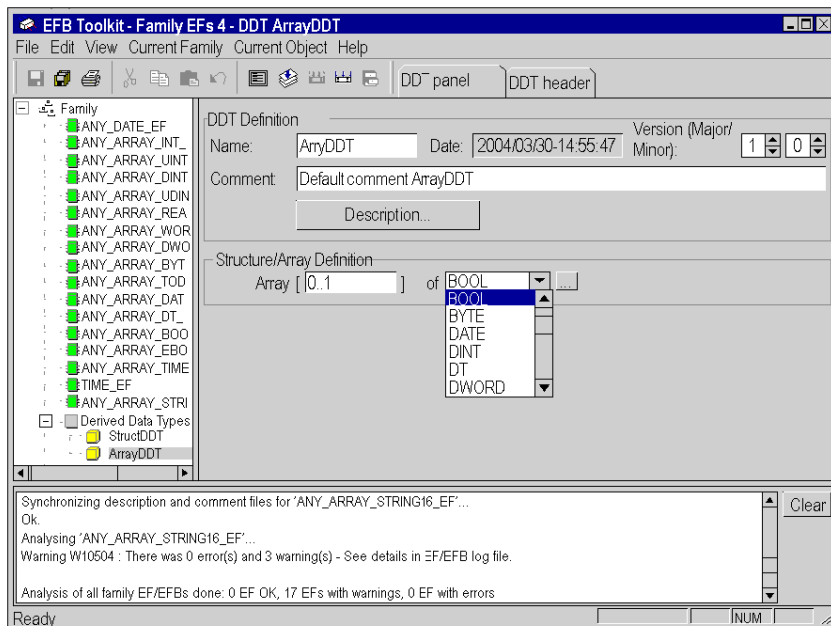 EFB Toolkit - Family EFs 4 - DDT ArrayDDT
File Edit View Current Family Current Object Help
DDT panel DDT header
Family
ANY_DATE_EF
ANY_ARRAY_INT_
ANY_ARRAY_UINT
ANY_ARRAY_DINT
ANY_ARRAY_UDIN
ANY_ARRAY_REA
ANY_ARRAY_WOR
ANY_ARRAY_DWO
ANY_ARRAY_BYT
ANY_ARRAY_TOD
ANY_ARRAY_DAT
ANY_ARRAY_DT_
ANY_ARRAY_BOO
ANY_ARRAY_EBO
ANY_ARRAY_TIME
TIME_EF
ANY_ARRAY_STRI
Derived Data Types
StructDDT
ArrayDDT
DDT Definition
Name: ArryDDT Date: 2004/03/30-14:55:47 Version (Major/
Minor): 1 0
Comment: Default comment ArrayDDT
Description...
Structure/Array Definition
Array [ 0..1 ] of BOOL ...
BOOL
BYTE
DATE
DINT
DT
DWORD
Synchronizing description and comment files for 'ANY_ARRAY_STRING16_EF'...
Ok.
Analysing 'ANY_ARRAY_STRING16_EF'...
Warning W10504 : There was 0 error(s) and 3 warning(s) - See details in EF/EFB log file.
Analysis of all family EF/EFBs done: 0 EF OK, 17 EFs with warnings, 0 EF with errors
Clear
Ready NUM